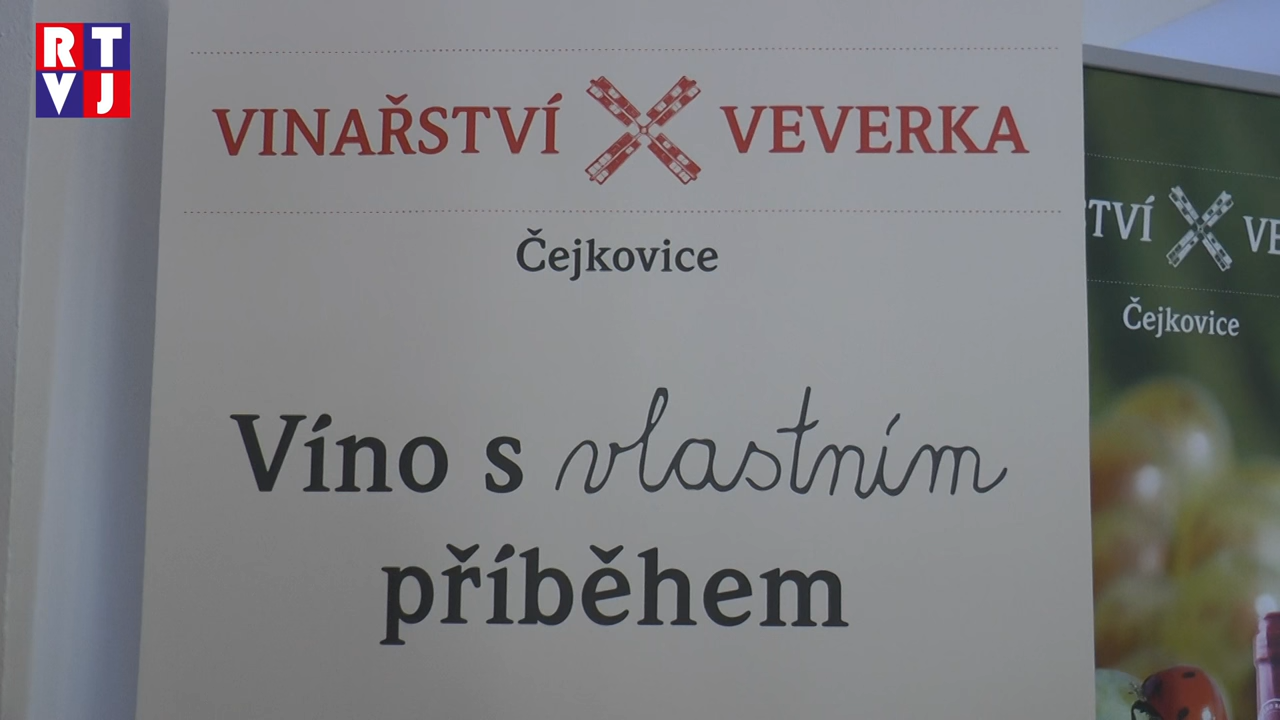 RT
VJ
VINAŘSTVÍ VEVERKA
Čejkovice
Víno s vlastním
příběhem
TVÍ VE
Čejkovice